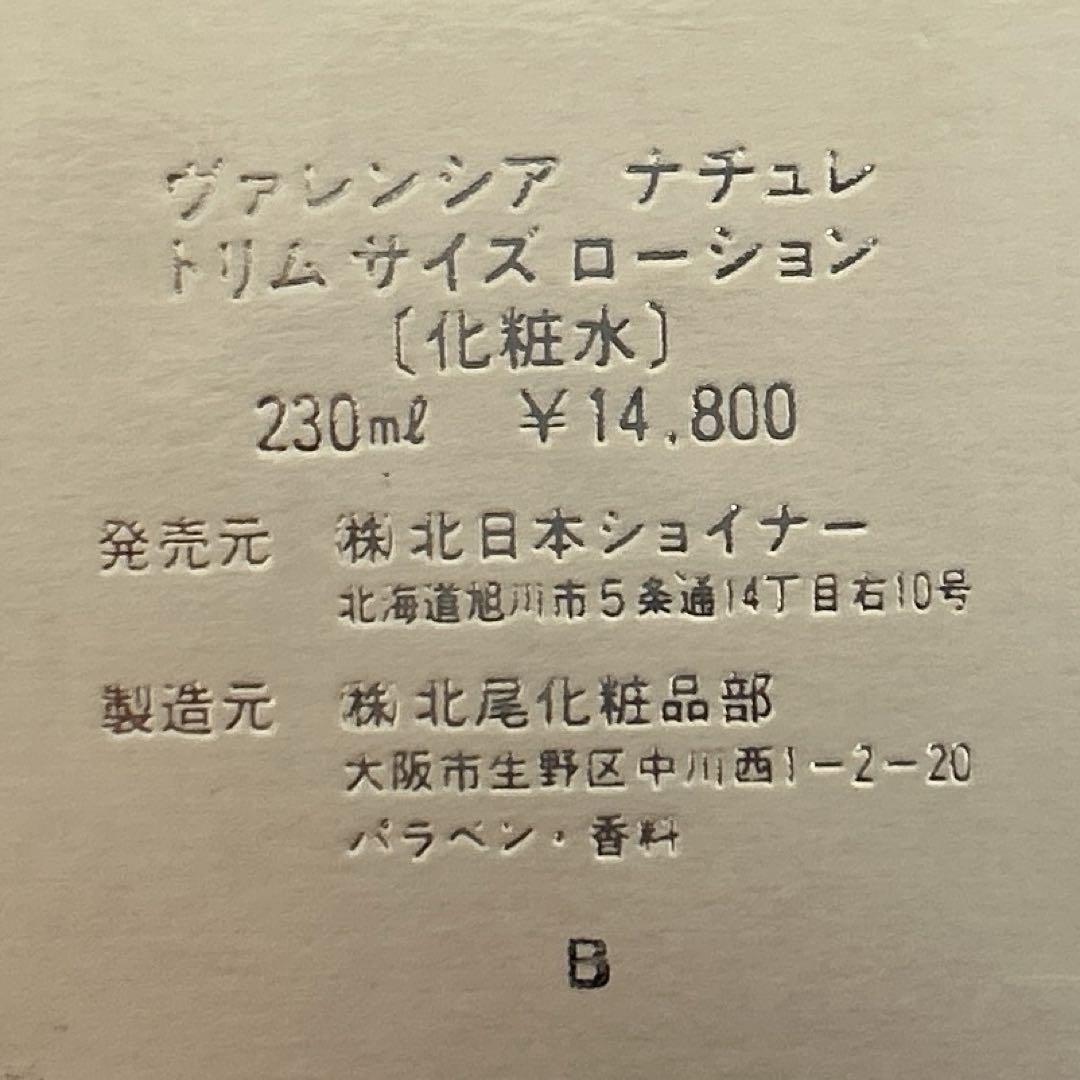 ヴァレンシア ナチュレ
トリム サイズ ローション
〔化粧水〕
230mℓ ￥14,800
発売元 ㈱北日本ショイナー
北海道旭川市5条通14丁目右10号
製造元 ㈱北尾化粧品部
大阪市生野区中川西1-2-20
パラベン・香料
B